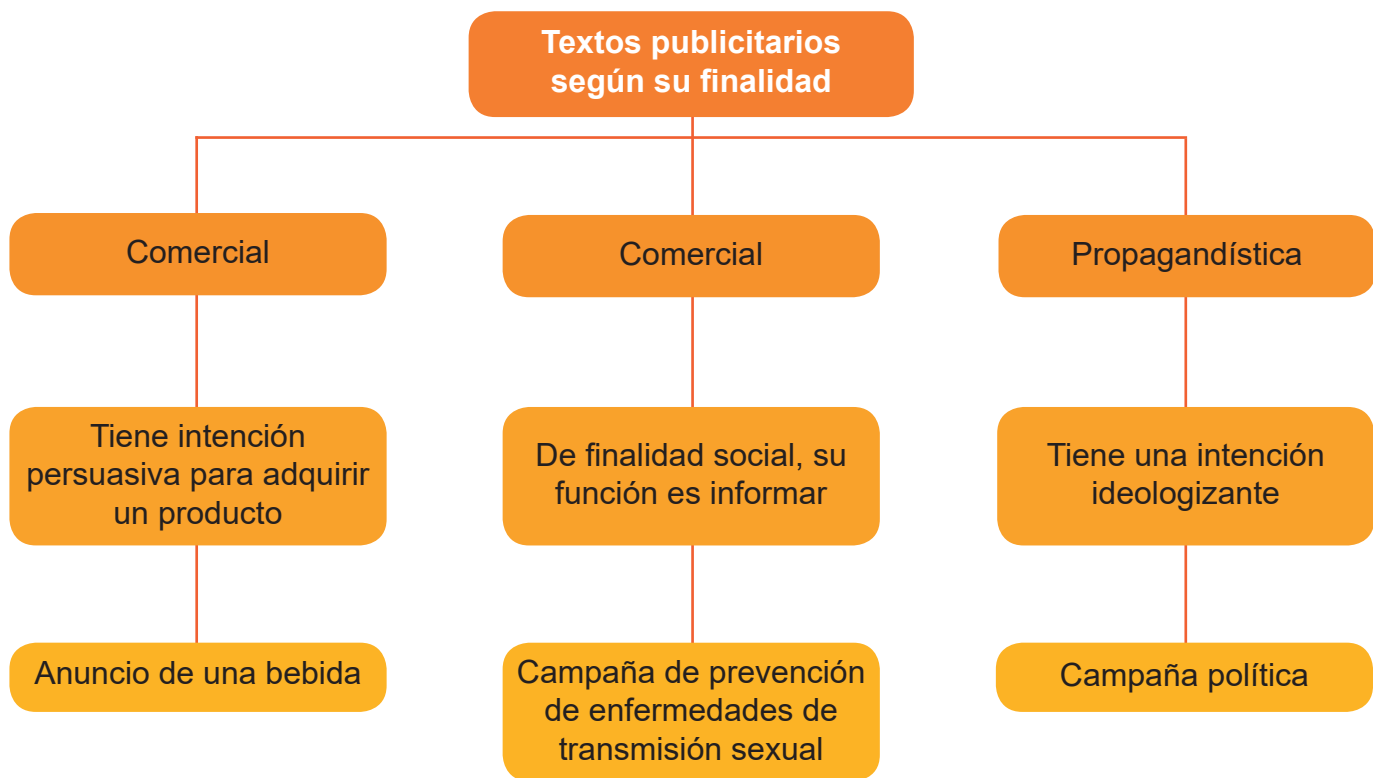 Textos publicitarios
según su finalidad
Comercial
Comercial
Propagandística
Tiene intención
persuasiva para adquirir
un producto
De finalidad social, su
función es informar
Tiene una intención
ideologizante
Anuncio de una bebida
Campaña de prevención
de enfermedades de
transmisión sexual
Campaña política